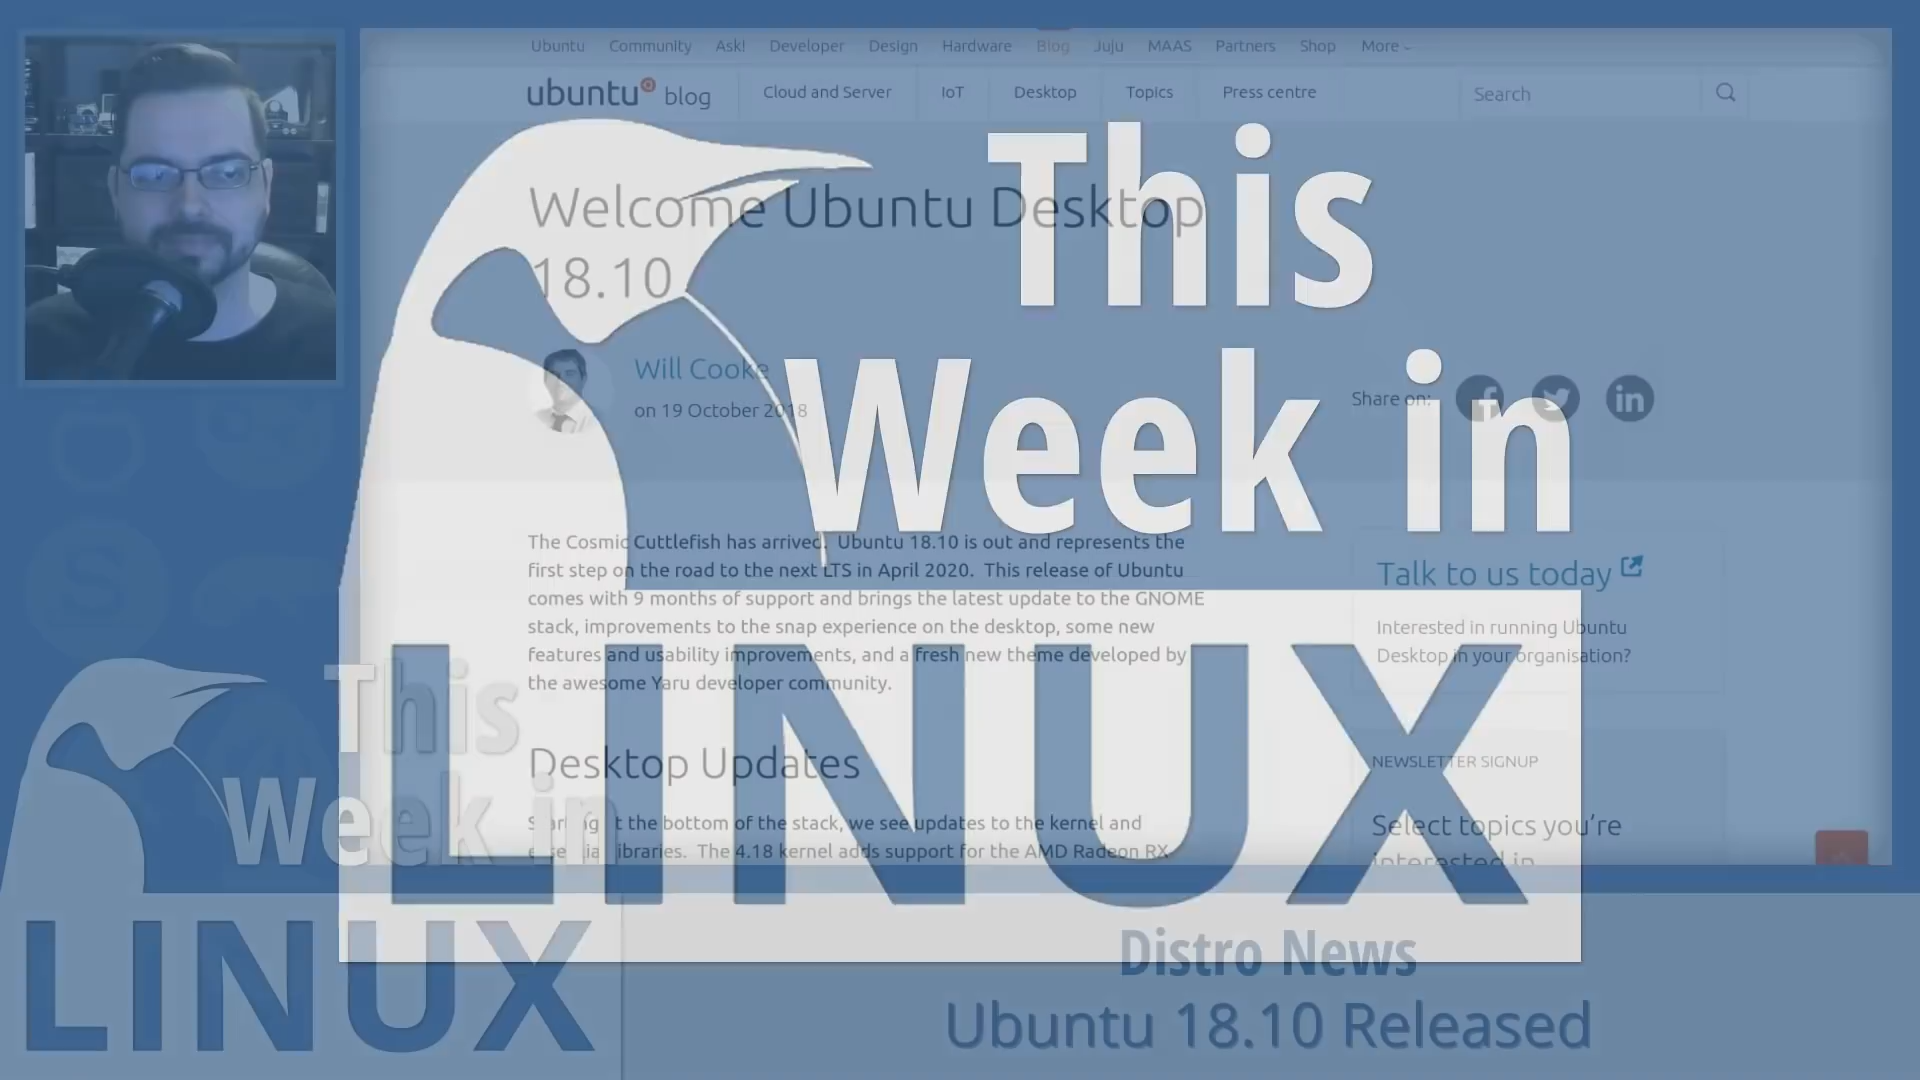 Ubuntu Community Ask! Developer Design Hardware Blog Juju MAAS Partners Shop More
ubuntu blog Cloud and Server IoT Desktop Topics Press centre Search
This
Week in
LINUX
Welcome Ubuntu Desktop
18.10
Will Cooke
on 19 October 2018
Share on:
The Cosmic Cuttlefish has arrived. Ubuntu 18.10 is out and represents the
first step on the road to the next LTS in April 2020. This release of Ubuntu
comes with 9 months of support and brings the latest update to the GNOME
stack, improvements to the snap experience on the desktop, some new
features and usability improvements, and a fresh new theme developed by
the awesome Yaru developer community.
Talk to us today
Interested in running Ubuntu
Desktop in your organisation?
Desktop Updates
Starting at the bottom of the stack, we see updates to the kernel and
essential libraries. The 4.18 kernel adds support for the AMD Radeon RX
NEWSLETTER SIGNUP
Select topics you're
interested in
This
Week in
LINUX
Distro News
Ubuntu 18.10 Released